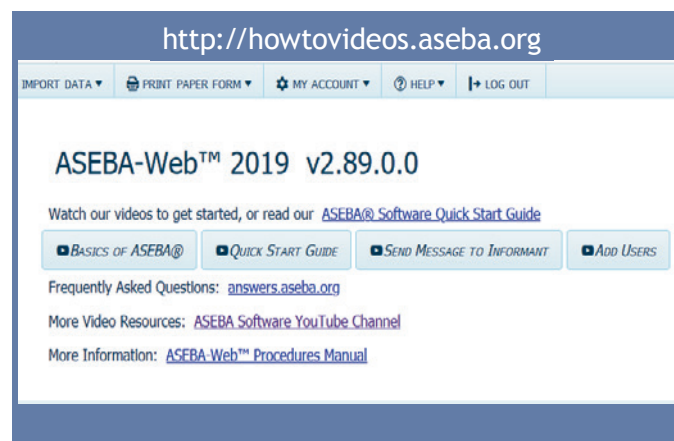 http://howtovideos.aseba.org
IMPORT DATA▼ PRINT PAPER FORM▼ MY ACCOUNT▼ HELP▼ LOG OUT
ASEBA-Web™ 2019 v2.89.0.0
Watch our videos to get started, or read our ASEBA® Software Quick Start Guide
BASICS OF ASEBA® QUICK START GUIDE SEND MESSAGE TO INFORMANT ADD USERS
Frequently Asked Questions: answers.aseba.org
More Video Resources: ASEBA Software YouTube Channel
More Information: ASEBA-Web™ Procedures Manual